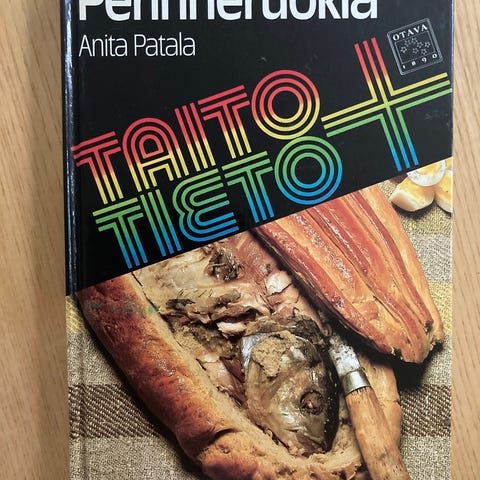 Perinneruokia
Anita Patala
OTAVA
1890
TAITO
TIETO
+